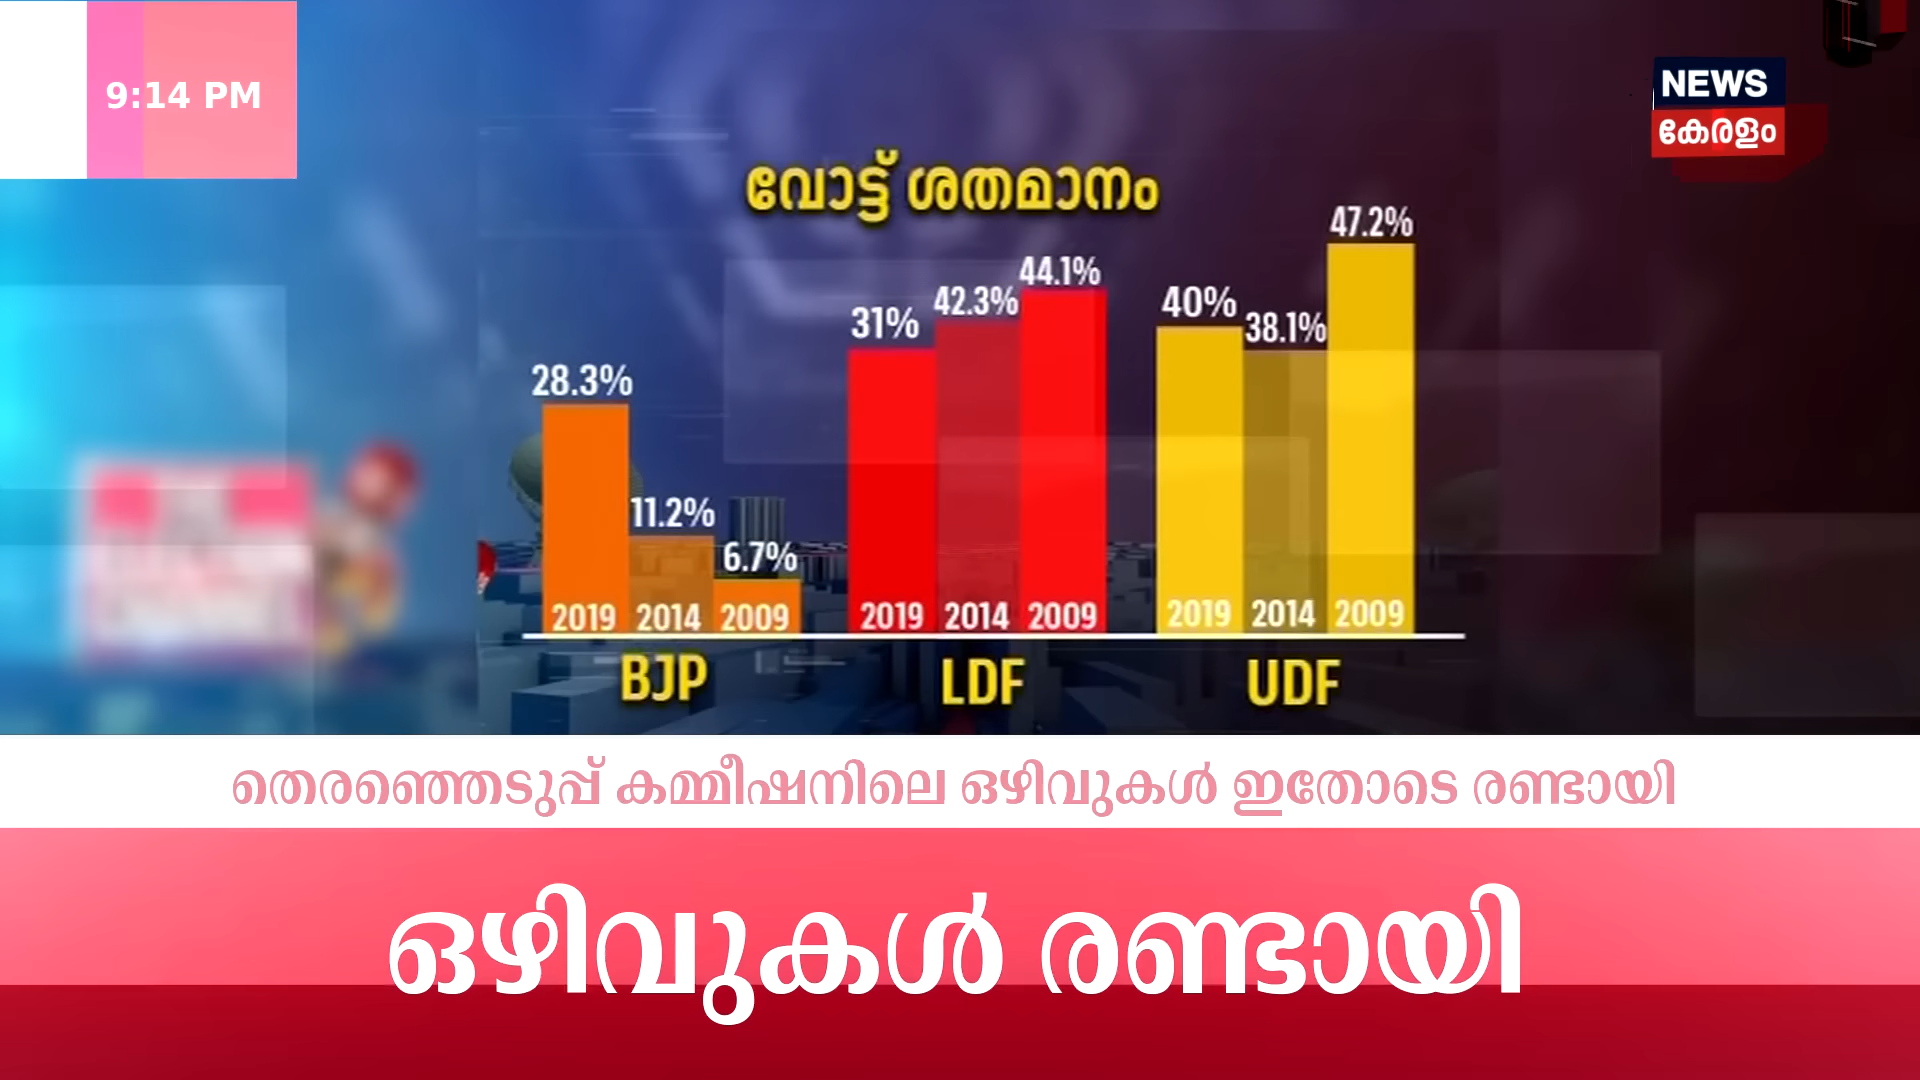 9:14 PM
NEWS
കേരളം
വോട്ട് ശതമാനം
28.3% 11.2% 6.7%
31% 42.3% 44.1%
40% 38.1% 47.2%
2019 2014 2009 2019 2014 2009 2019 2014 2009
BJP LDF UDF
തെരഞ്ഞെടുപ്പ് കമ്മീഷനിലെ ഒഴിവുകൾ ഇതോടെ രണ്ടായി
ഒഴിവുകൾ രണ്ടായി